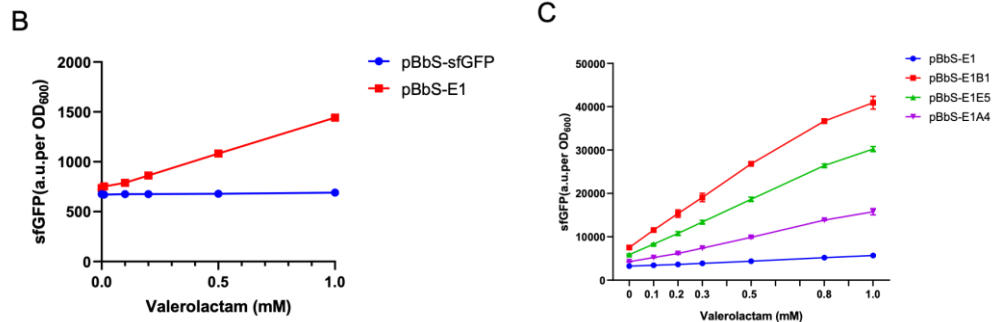 B
sfGFP(a.u.per OD600)
2000
1500
1000
500
0
0.0
0.5
1.0
Valerolactam (mM)
pBbS-sfGFP
pBbS-E1
C
sfGFP(a.u.per OD600)
50000
40000
30000
20000
10000
0
0
0.1
0.2
0.3
0.5
0.8
1.0
Valerolactam (mM)
pBbS-E1
pBbS-E1B1
pBbS-E1E5
pBbS-E1A4